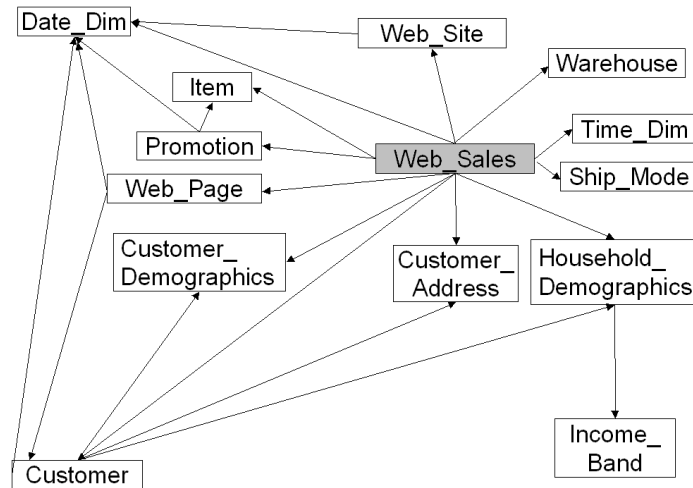 Date_Dim
Web_Site
Warehouse
Item
Time_Dim
Promotion
Web_Sales
Ship_Mode
Web_Page
Customer_
Demographics
Customer_
Address
Household_
Demographics
Income_
Band
Customer